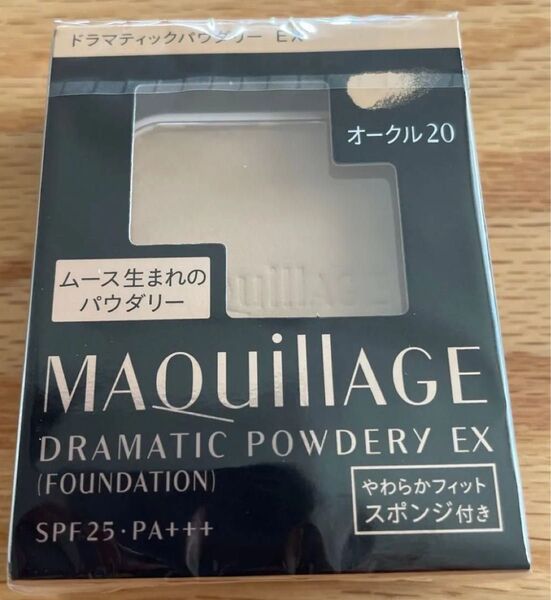 ドラマティックパウダリー EX
オークル20
ムース生まれの
パウダリー
MAQuillAGE
DRAMATIC POWDERY EX
(FOUNDATION)
SPF25・PA+++
やわらかフィット
スポンジ付き